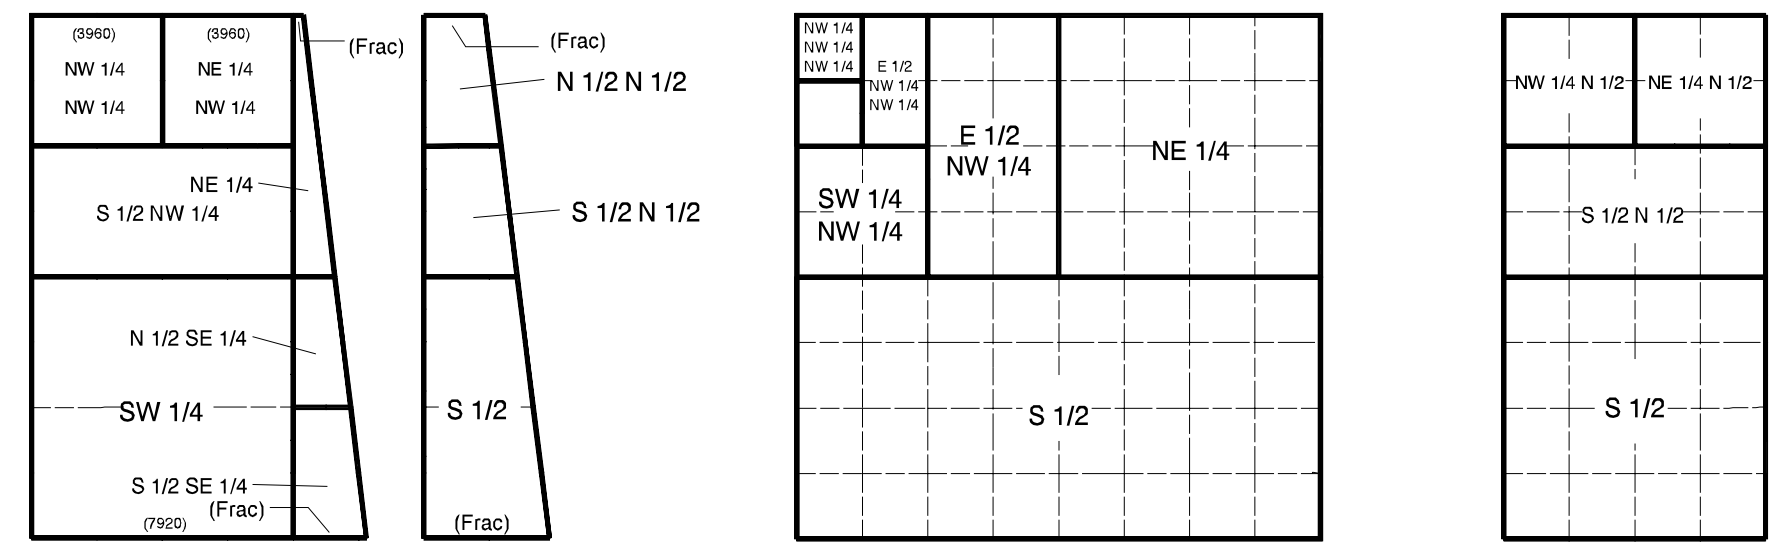 (3960)
NW 1/4
NW 1/4
(3960)
NE 1/4
NW 1/4
(Frac)
NE 1/4
S 1/2 NW 1/4
N 1/2 SE 1/4
SW 1/4
S 1/2 SE 1/4
(Frac)
(7920)
(Frac)
N 1/2 N 1/2
S 1/2 N 1/2
S 1/2
(Frac)
NW 1/4
NW 1/4
NW 1/4
E 1/2
NW 1/4
NW 1/4
SW 1/4
NW 1/4
E 1/2
NW 1/4
NE 1/4
S 1/2
NW 1/4 N 1/2
NE 1/4 N 1/2
S 1/2 N 1/2
S 1/2